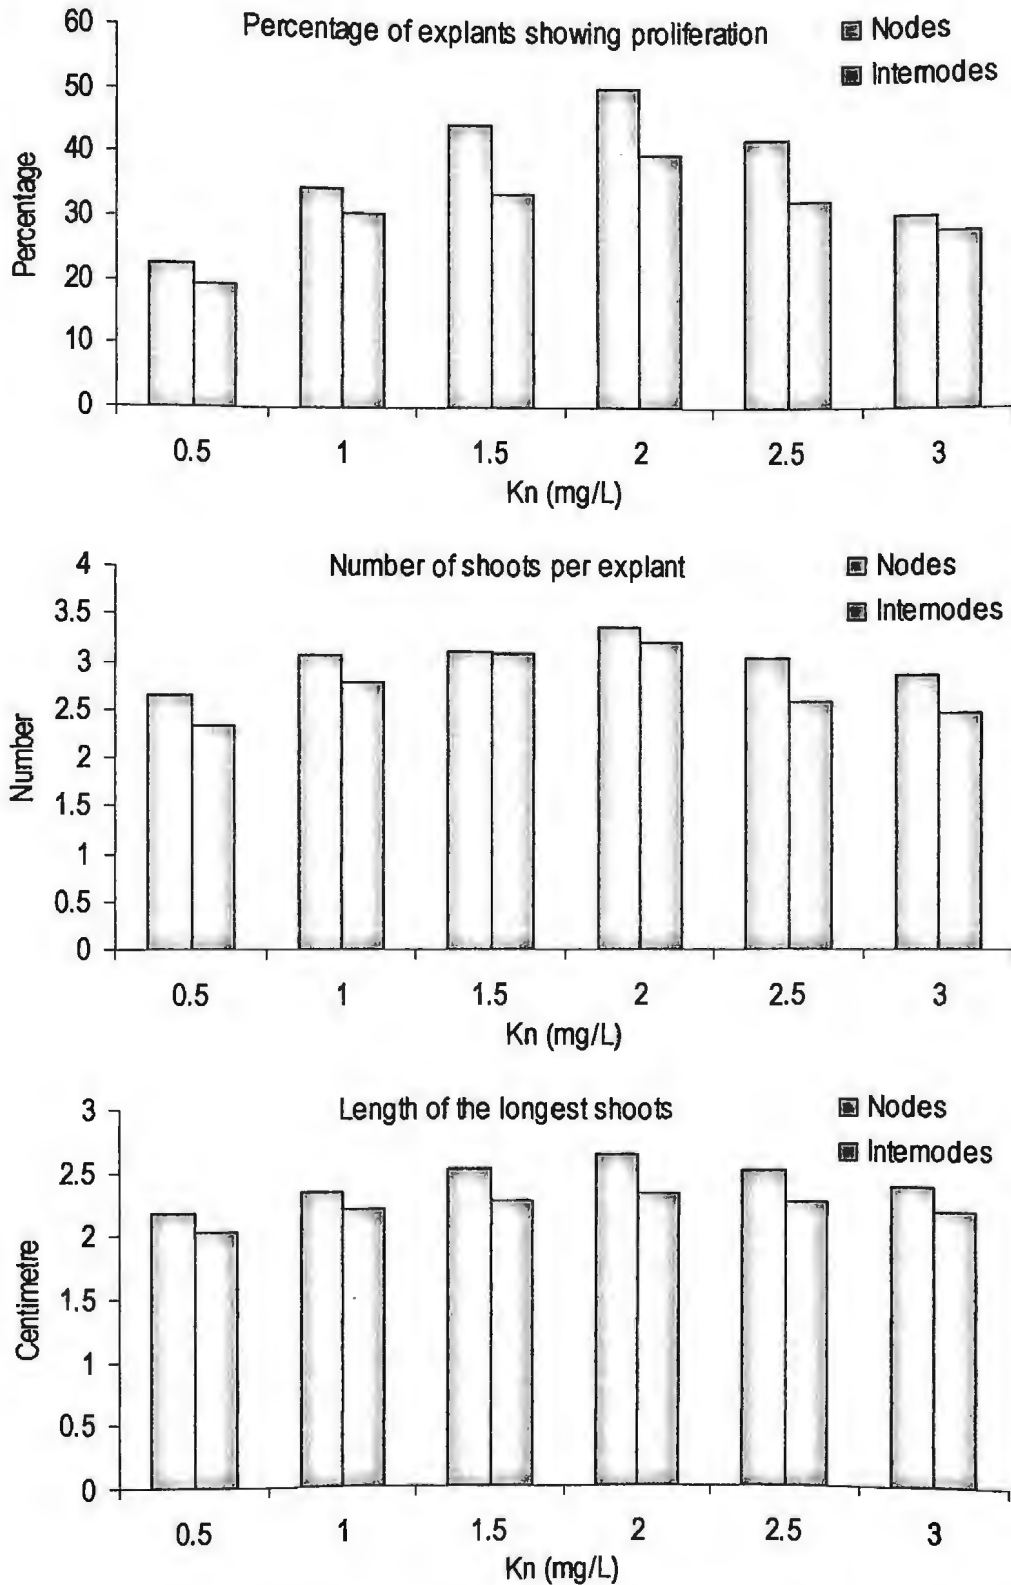 Percentage of explants showing proliferation
Nodes
Internodes
Percentage
60
50
40
30
20
10
0
0.5 1 1.5 2 2.5 3
Kn (mg/L)
Number of shoots per explant
Nodes
Internodes
Number
4
3.5
3
2.5
2
1.5
1
0.5
0
0.5 1 1.5 2 2.5 3
Kn (mg/L)
Length of the longest shoots
Nodes
Internodes
Centimetre
3
2.5
2
1.5
1
0.5
0
0.5 1 1.5 2 2.5 3
Kn (mg/L)